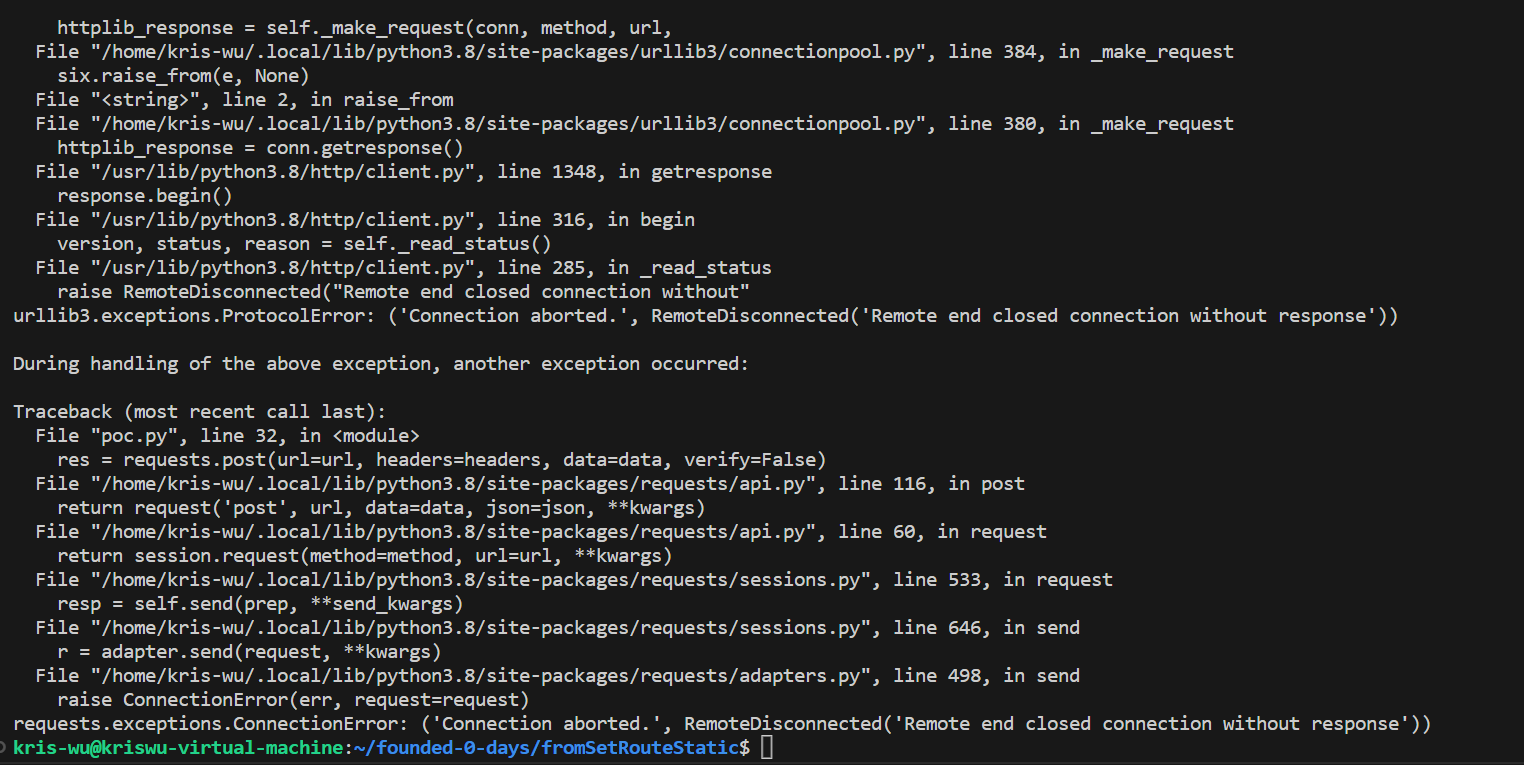 httplib_response = self._make_request(conn, method, url,
File "/home/kris-wu/.local/lib/python3.8/site-packages/urllib3/connectionpool.py", line 384, in _make_request
six.raise_from(e, None)
File "<string>", line 2, in raise_from
File "/home/kris-wu/.local/lib/python3.8/site-packages/urllib3/connectionpool.py", line 380, in _make_request
httplib_response = conn.getresponse()
File "/usr/lib/python3.8/http/client.py", line 1348, in getresponse
response.begin()
File "/usr/lib/python3.8/http/client.py", line 316, in begin
version, status, reason = self._read_status()
File "/usr/lib/python3.8/http/client.py", line 285, in _read_status
raise RemoteDisconnected("Remote end closed connection without"
urllib3.exceptions.ProtocolError: ('Connection aborted.', RemoteDisconnected('Remote end closed connection without response'))
During handling of the above exception, another exception occurred:
Traceback (most recent call last):
File "poc.py", line 32, in <module>
res = requests.post(url=url, headers=headers, data=data, verify=False)
File "/home/kris-wu/.local/lib/python3.8/site-packages/requests/api.py", line 116, in post
return request('post', url, data=data, json=json, **kwargs)
File "/home/kris-wu/.local/lib/python3.8/site-packages/requests/api.py", line 60, in request
return session.request(method=method, url=url, **kwargs)
File "/home/kris-wu/.local/lib/python3.8/site-packages/requests/sessions.py", line 533, in request
resp = self.send(prep, **send_kwargs)
File "/home/kris-wu/.local/lib/python3.8/site-packages/requests/sessions.py", line 646, in send
r = adapter.send(request, **kwargs)
File "/home/kris-wu/.local/lib/python3.8/site-packages/requests/adapters.py", line 498, in send
raise ConnectionError(err, request=request)
requests.exceptions.ConnectionError: ('Connection aborted.', RemoteDisconnected('Remote end closed connection without response'))
kris-wu@kriswu-virtual-machine:~/founded-0-days/fromSetRouteStatic$